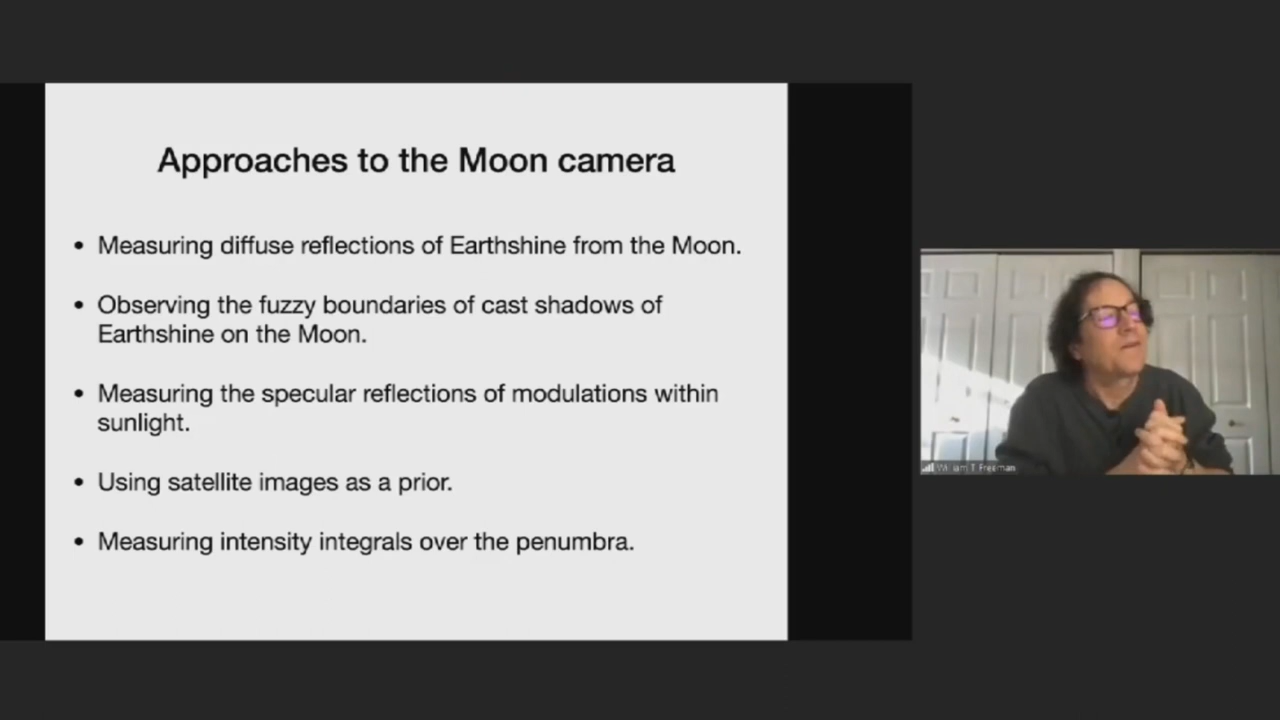 Approaches to the Moon camera
• Measuring diffuse reflections of Earthshine from the Moon.
• Observing the fuzzy boundaries of cast shadows of
Earthshine on the Moon.
• Measuring the specular reflections of modulations within
sunlight.
• Using satellite images as a prior.
• Measuring intensity integrals over the penumbra.
William T Freeman